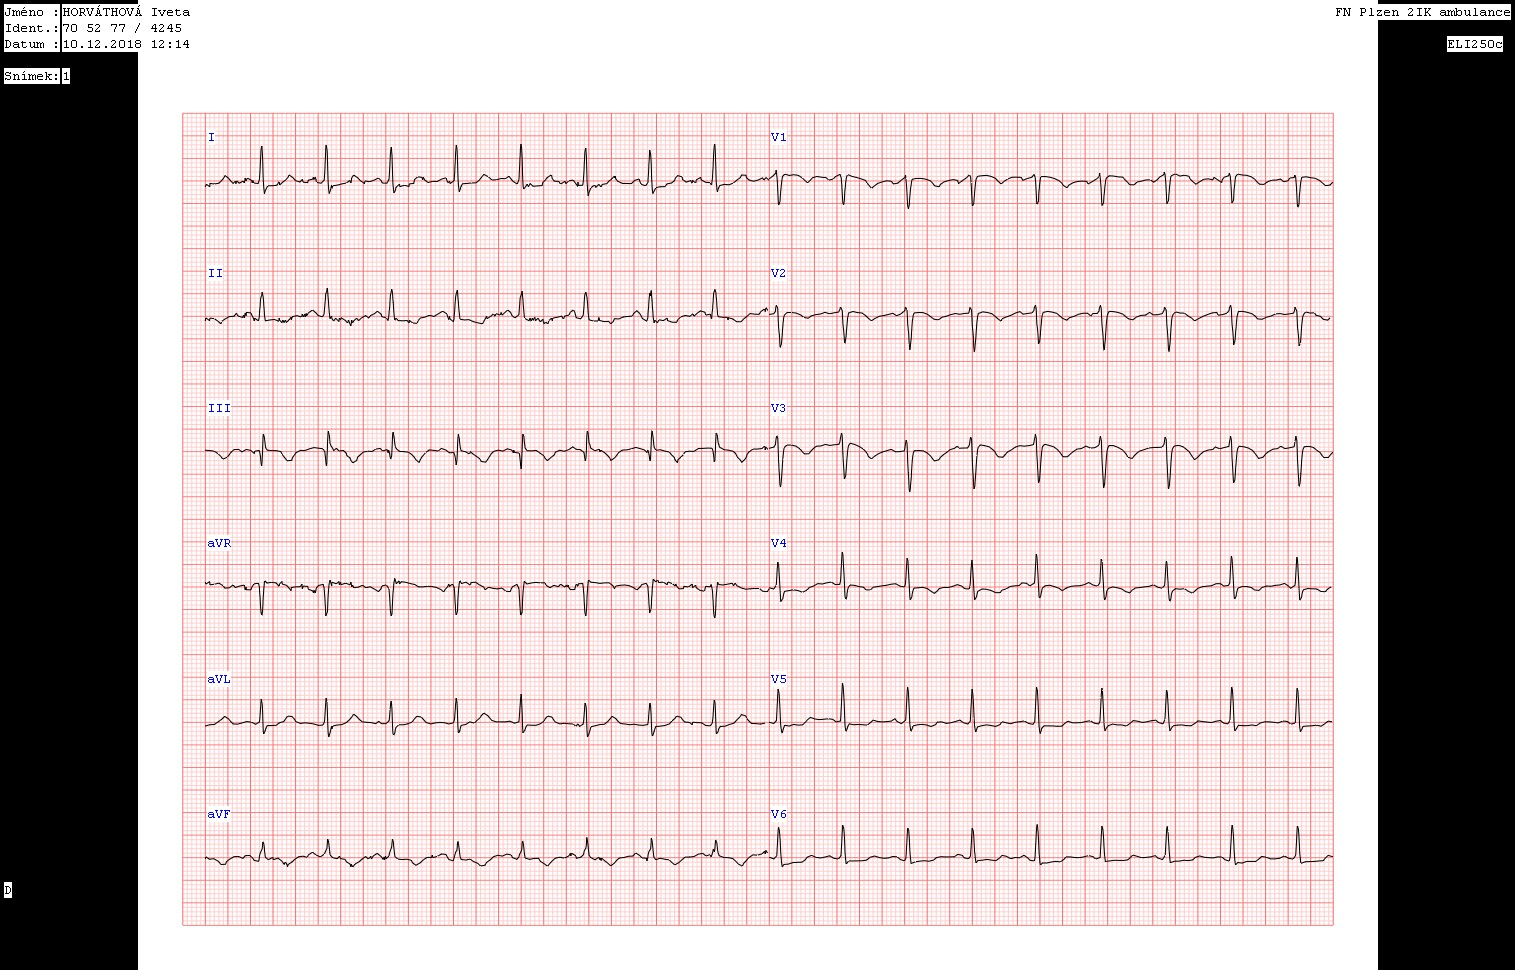 Jméno :HORVÁTHOVÁ Iveta
Ident.:70 52 77 / 4245
Datum :10.12.2018 12:14
Snímek:1
FN Plzen 2IK ambulance
ELI250c
I
V1
II
V2
III
V3
aVR
V4
aVL
V5
aVF
V6
D